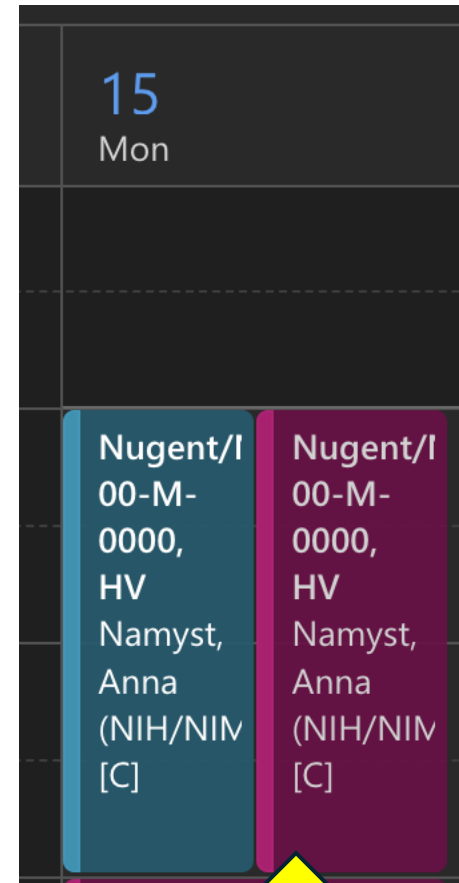 15
Mon
Nugent/
00-M-
0000,
HV
Namyst,
Anna
(NIH/NIM
[C]
Nugent/
00-M-
0000,
HV
Namyst,
Anna
(NIH/NIM
[C]